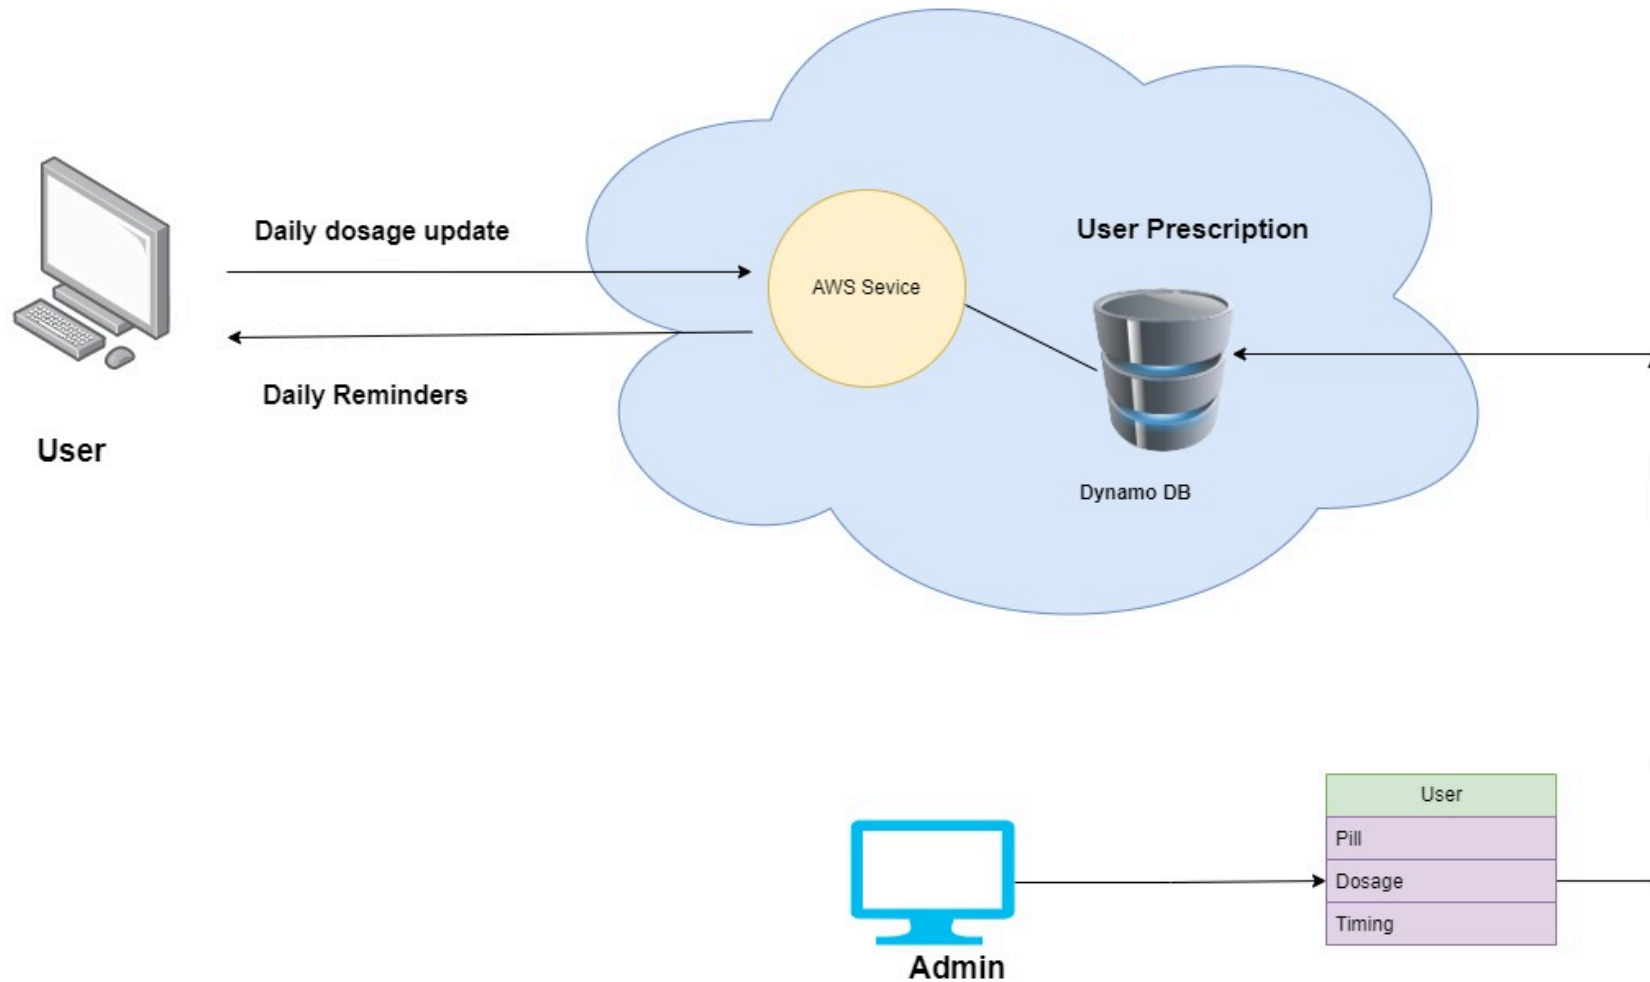 Daily dosage update
User Prescription
AWS Sevice
Daily Reminders
User
Dynamo DB
User
Pill
Dosage
Timing
Admin